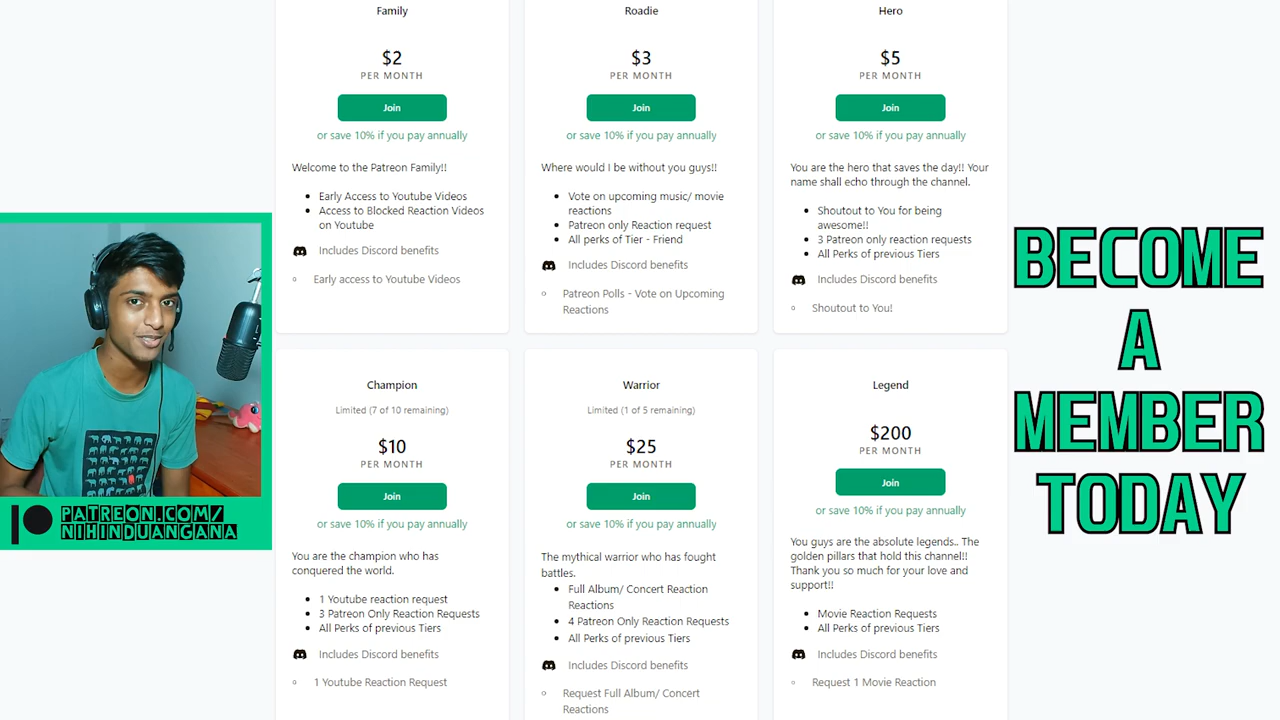 Family
$2
PER MONTH
Join
or save 10% if you pay annually
Welcome to the Patreon Family!!
Early Access to Youtube Videos
Access to Blocked Reaction Videos
on Youtube
Includes Discord benefits
Early access to Youtube Videos
Roadie
$3
PER MONTH
Join
or save 10% if you pay annually
Where would I be without you guys!!
Vote on upcoming music/ movie
reactions
Patreon only Reaction request
All perks of Tier - Friend
Includes Discord benefits
Patreon Polls - Vote on Upcoming
Reactions
Hero
$5
PER MONTH
Join
or save 10% if you pay annually
You are the hero that saves the day!! Your
name shall echo through the channel.
Shoutout to You for being
awesome!!
3 Patreon only reaction requests
All Perks of previous Tiers
Includes Discord benefits
Shoutout to You!
Champion
Limited (7 of 10 remaining)
$10
PER MONTH
Join
or save 10% if you pay annually
You are the champion who has
conquered the world.
1 Youtube reaction request
3 Patreon Only Reaction Requests
All Perks of previous Tiers
Includes Discord benefits
1 Youtube Reaction Request
Warrior
Limited (1 of 5 remaining)
$25
PER MONTH
Join
or save 10% if you pay annually
The mythical warrior who has fought
battles.
Full Album/ Concert Reaction
Reactions
4 Patreon Only Reaction Requests
All Perks of previous Tiers
Includes Discord benefits
Request Full Album/ Concert
Reactions
Legend
$200
PER MONTH
Join
or save 10% if you pay annually
You guys are the absolute legends.. The
golden pillars that hold this channel!!
Thank you so much for your love and
support!!
Movie Reaction Requests
All Perks of previous Tiers
Includes Discord benefits
Request 1 Movie Reaction
PATREON.COM/
NIHINDUANGANA
BECOME
A
MEMBER
TODAY